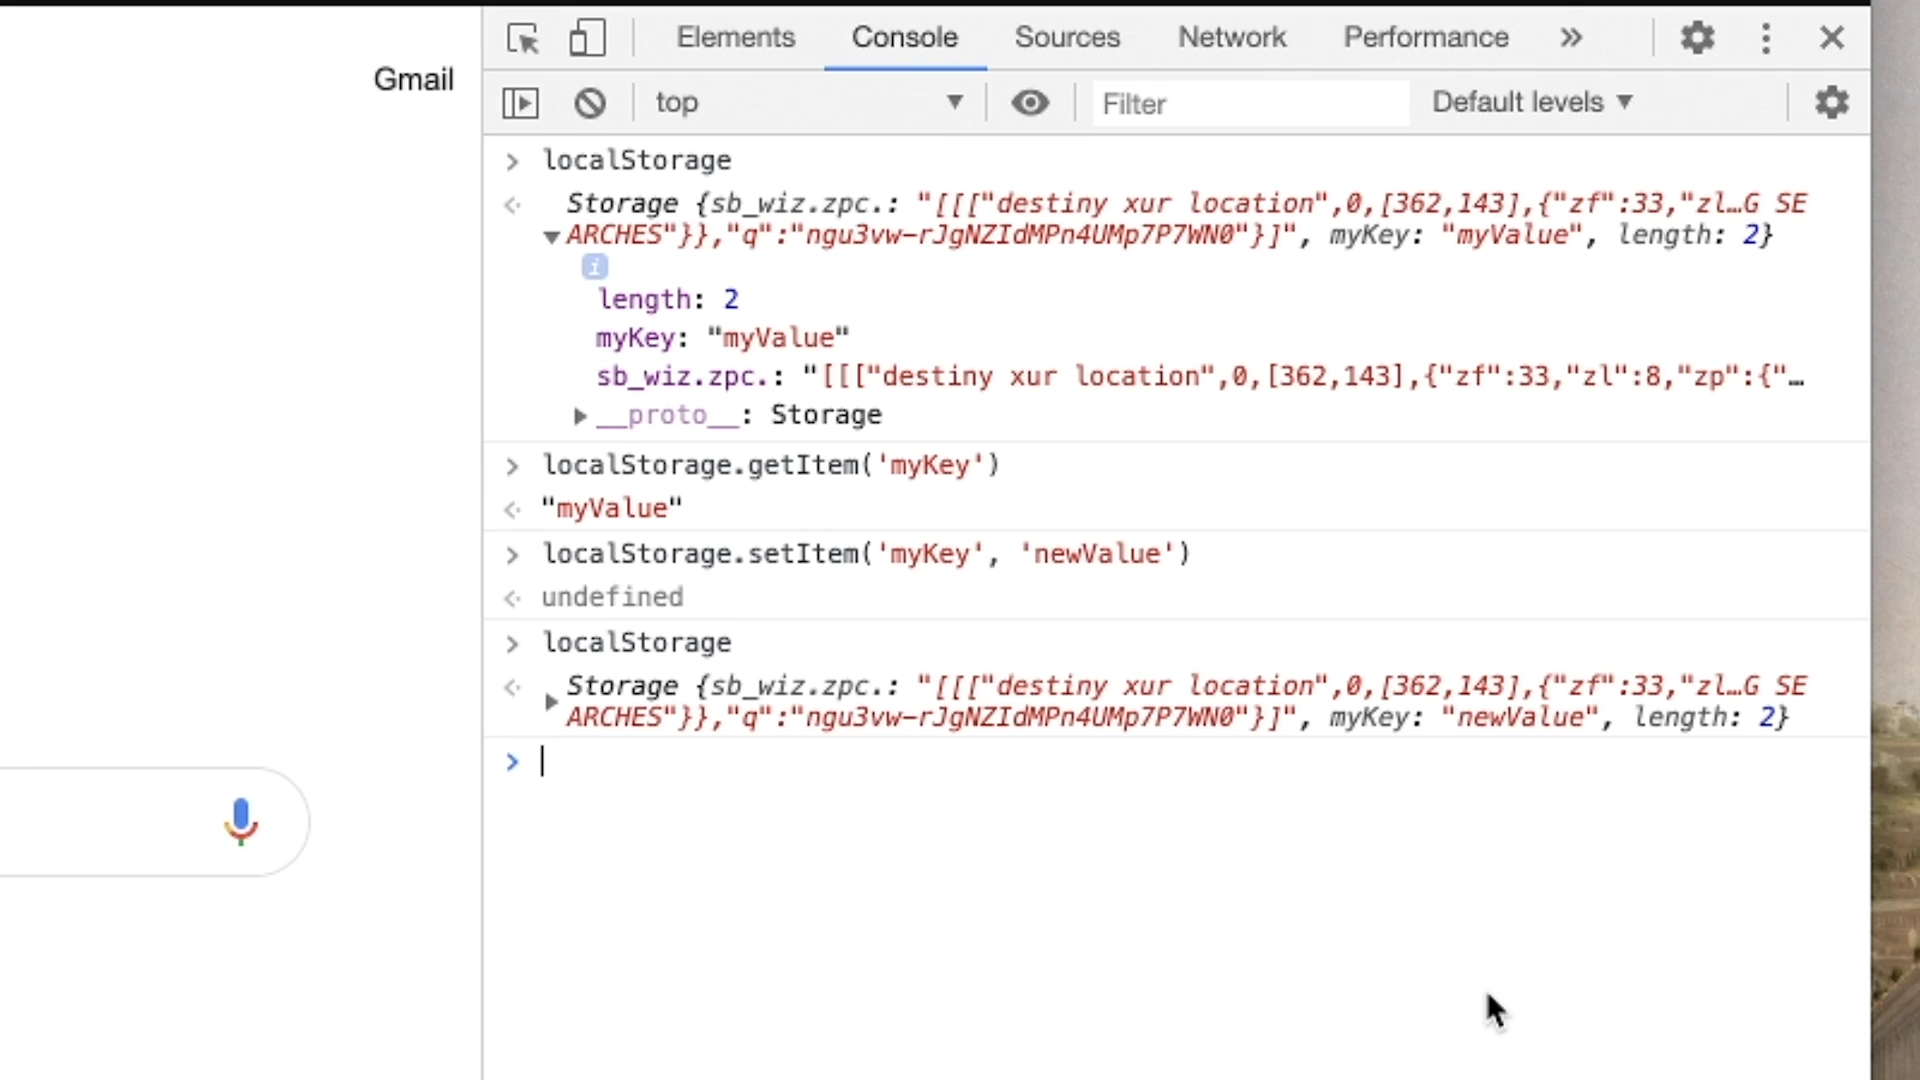 Gmail
Elements Console Sources Network Performance »
top ▼ Filter Default levels ▼
> localStorage
Storage {sb_wiz.zpc.: "[[["destiny xur location",0,[362,143],{"zf":33,"zl…G SE
ARCHES"}},"q":"ngu3vw-rJgNZIdMPn4UMp7P7WN0"}]", myKey: "myValue", length: 2}
i
length: 2
myKey: "myValue"
sb_wiz.zpc.: "[[["destiny xur location",0,[362,143],{"zf":33,"zl":8,"zp":{"…
__proto__: Storage
> localStorage.getItem('myKey')
"myValue"
> localStorage.setItem('myKey', 'newValue')
undefined
> localStorage
Storage {sb_wiz.zpc.: "[[["destiny xur location",0,[362,143],{"zf":33,"zl…G SE
ARCHES"}},"q":"ngu3vw-rJgNZIdMPn4UMp7P7WN0"}]", myKey: "newValue", length: 2}
>